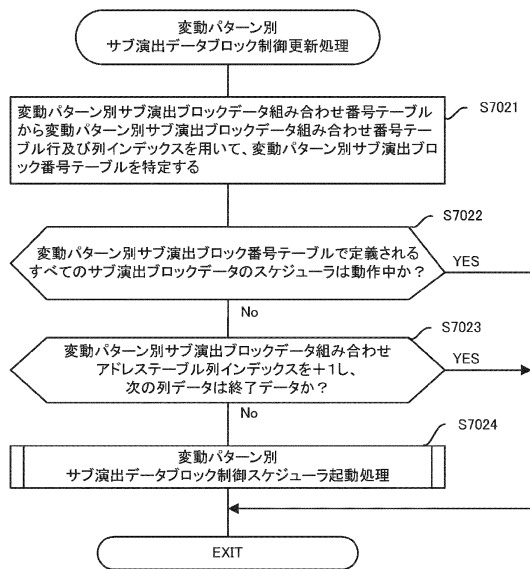 変動パターン別
サブ演出データブロック制御更新処理
S7021
変動パターン別サブ演出ブロックデータ組み合わせ番号テーブル
から変動パターン別サブ演出ブロックデータ組み合わせ番号テー
ブル行及び列インデックスを用いて、変動パターン別サブ演出ブロ
ック番号テーブルを特定する
S7022
変動パターン別サブ演出ブロック番号テーブルで定義される
すべてのサブ演出ブロックデータのスケジューラは動作中か？
YES
No
S7023
変動パターン別サブ演出ブロックデータ組み合わせ
アドレステーブル列インデックスを＋1し、
次の列データは終了データか？
YES
No
S7024
変動パターン別
サブ演出データブロック制御スケジューラ起動処理
EXIT